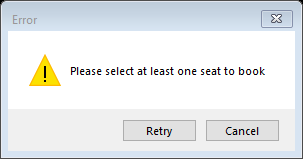 Error
Please select at least one seat to book
Retry
Cancel